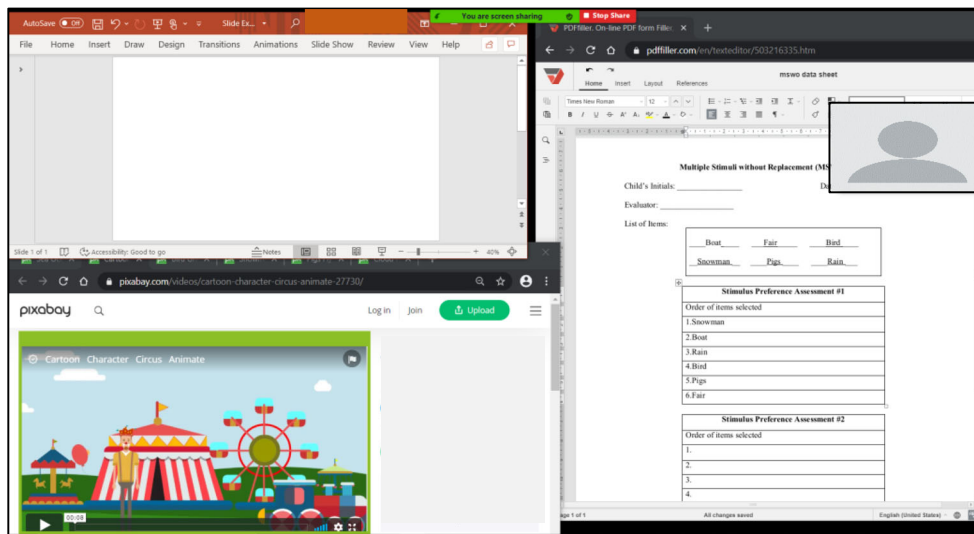 You are screen sharing
Stop Share
AutoSave Off
Slide Ex...
File Home Insert Draw Design Transitions Animations Slide Show Review View Help
Slide 1 of 1
Accessibility: Good to go
Notes
40%
pixabay.com/videos/cartoon-character-circus-animate-27730/
pixabay
Log in
Join
Upload
Cartoon Character Circus Animate
00:08
PDFfiller. On-line PDF form Filler
pdffiller.com/en/texteditor/503216335.htm
mswo data sheet
Home Insert Layout References
Times New Roman 12
Multiple Stimuli without Replacement (MS
Child's Initials: _______________
Evaluator: _________________
List of Items:
Boat Fair Bird
Snowman Pigs Rain
Stimulus Preference Assessment #1
Order of items selected
1.Snowman
2.Boat
3.Rain
4.Bird
5.Pigs
6.Fair
Stimulus Preference Assessment #2
Order of items selected
1.
2.
3.
4.
age 1 of 1
All changes saved
English (United States)